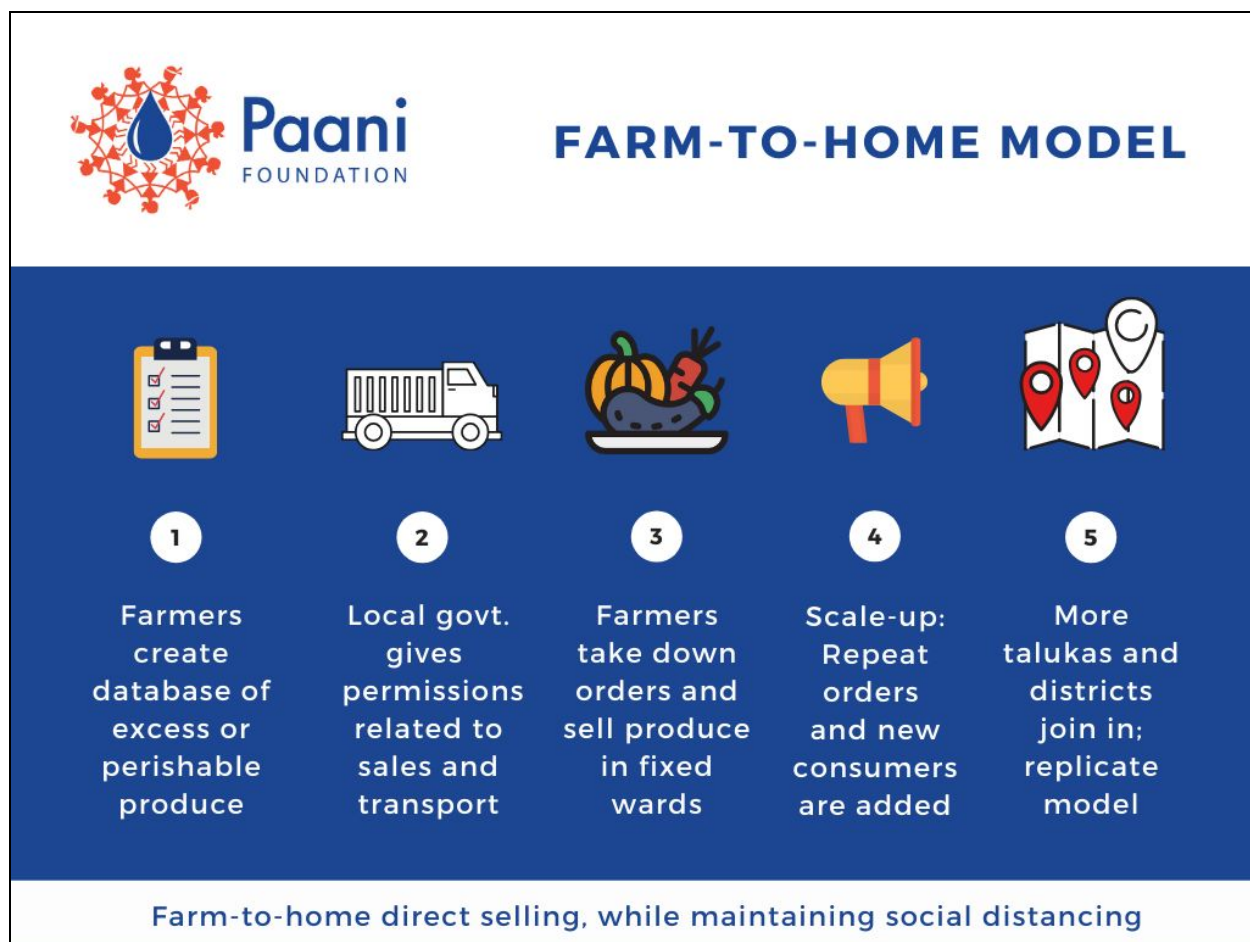 Paani
FOUNDATION
FARM-TO-HOME MODEL
1
Farmers
create
database of
excess or
perishable
produce
2
Local govt.
gives
permissions
related to
sales and
transport
3
Farmers
take down
orders and
sell produce
in fixed
wards
4
Scale-up:
Repeat
orders
and new
consumers
are added
5
More
talukas and
districts
join in;
replicate
model
Farm-to-home direct selling, while maintaining social distancing